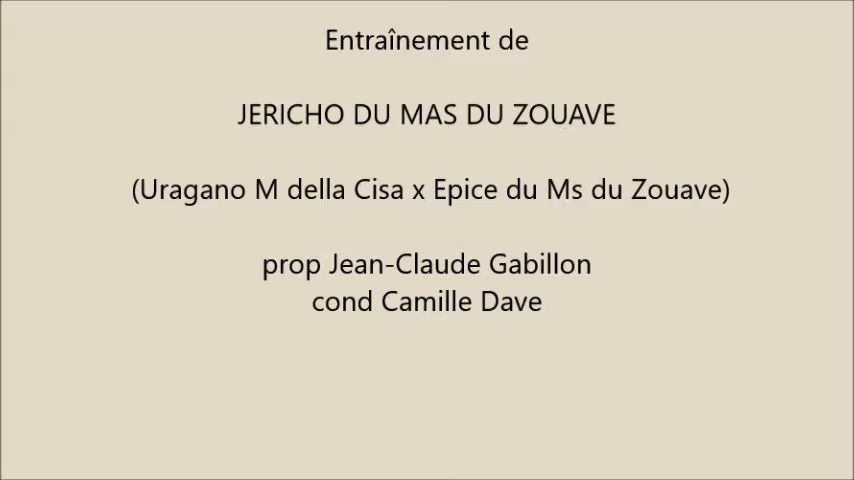 Entraînement de
JERICHO DU MAS DU ZOUAVE
(Uragano M della Cisa x Epice du Ms du Zouave)
prop Jean-Claude Gabillon
cond Camille Dave